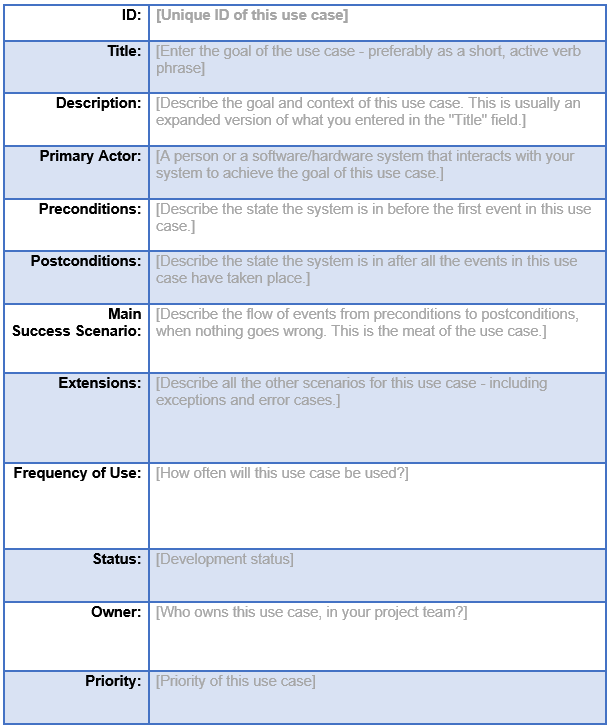 ID: [Unique ID of this use case]
Title: [Enter the goal of the use case - preferably as a short, active verb
phrase]
Description: [Describe the goal and context of this use case. This is usually an
expanded version of what you entered in the "Title" field.]
Primary Actor: [A person or a software/hardware system that interacts with your
system to achieve the goal of this use case.]
Preconditions: [Describe the state the system is in before the first event in this use
case.]
Postconditions: [Describe the state the system is in after all the events in this use
case have taken place.]
Main
Success Scenario: [Describe the flow of events from preconditions to postconditions,
when nothing goes wrong. This is the meat of the use case.]
Extensions: [Describe all the other scenarios for this use case - including
exceptions and error cases.]
Frequency of Use: [How often will this use case be used?]
Status: [Development status]
Owner: [Who owns this use case, in your project team?]
Priority: [Priority of this use case]